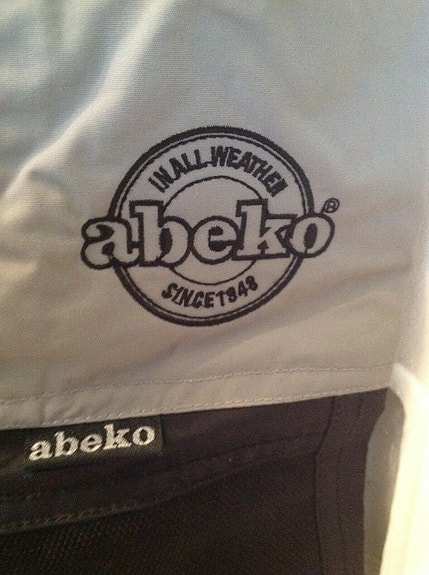 IN ALL WEATHER
abeko®
SINCE 1948
abeko